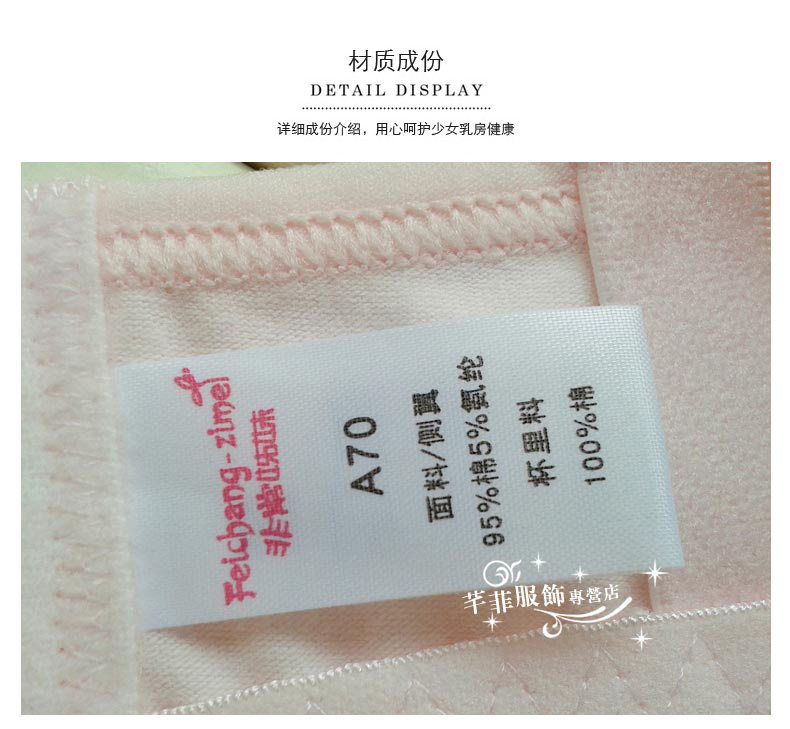 材质成份
DETAIL DISPLAY
详细成份介绍，用心呵护少女乳房健康
Feichang-zimei
非常姊妹
A70
面料/侧翼
95%棉5%氨纶
杯里料
100%棉
芊菲服飾專營店